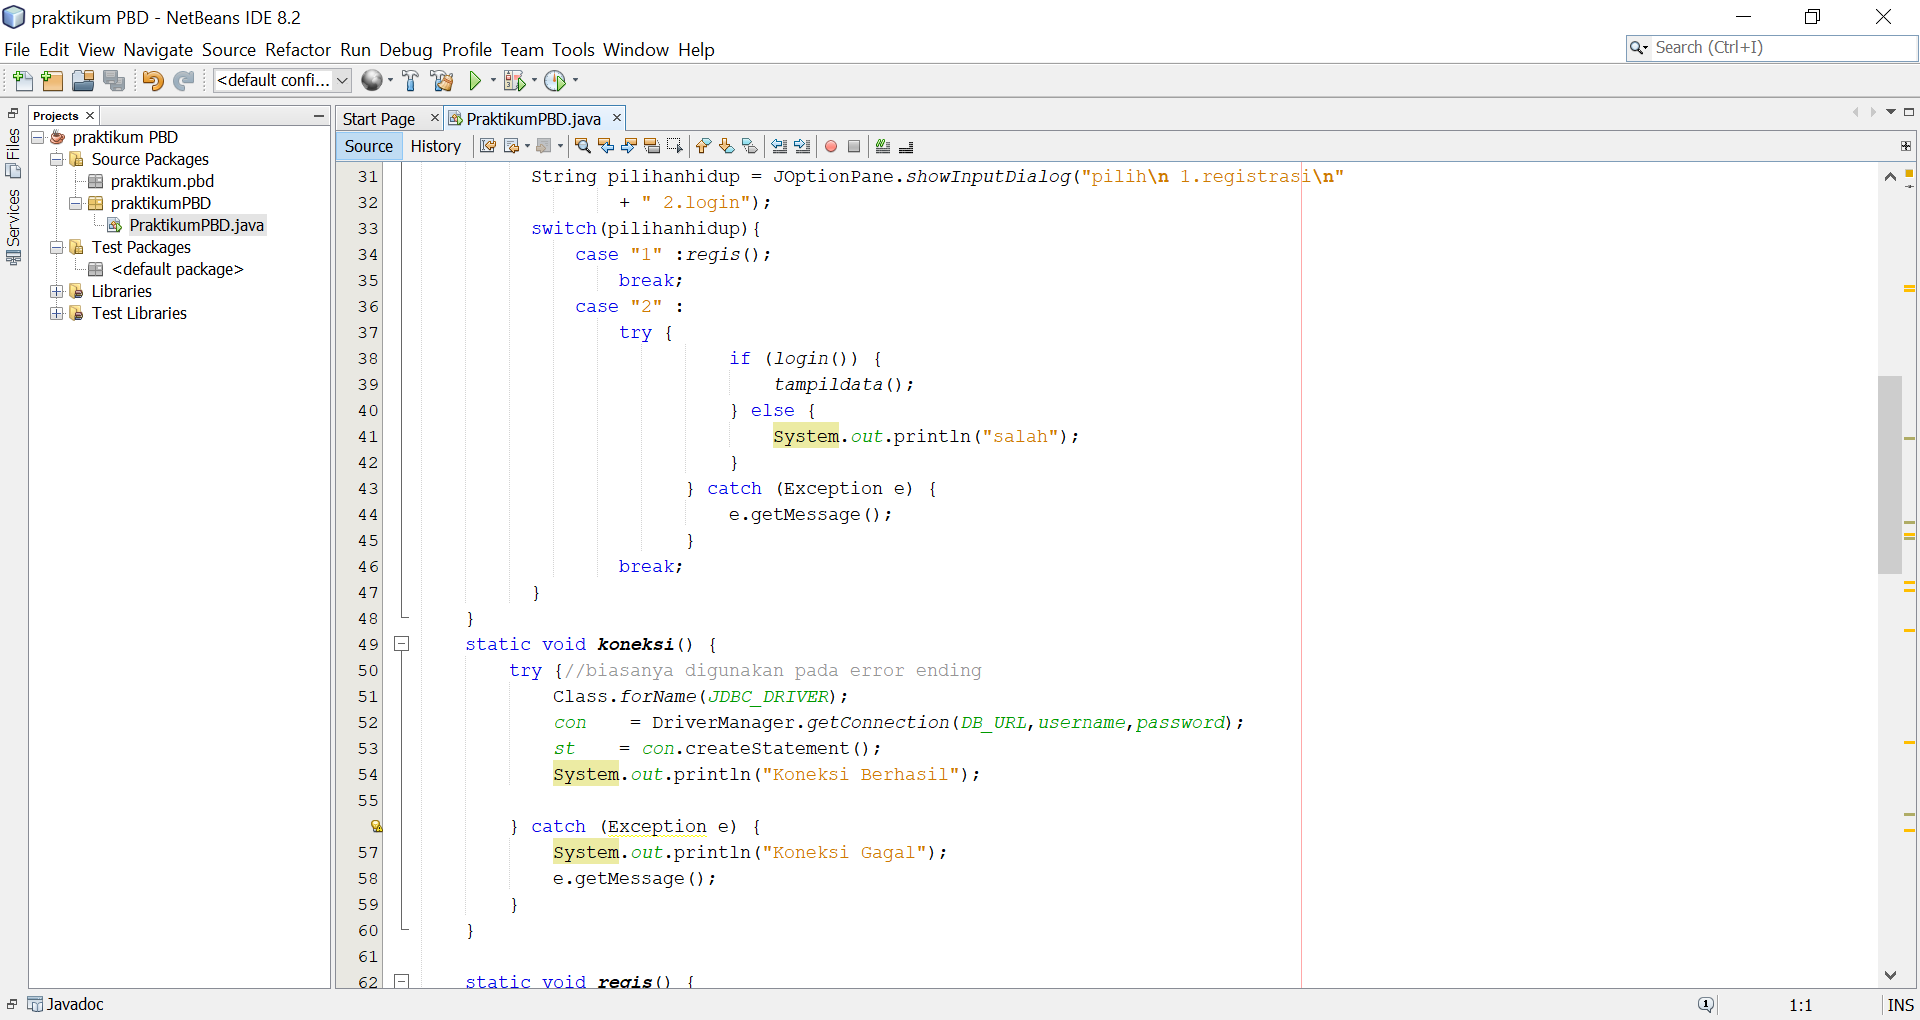 praktikum PBD - NetBeans IDE 8.2
File Edit View Navigate Source Refactor Run Debug Profile Team Tools Window Help
Search (Ctrl+I)
<default confi...
Files
Services
Projects
praktikum PBD
Source Packages
praktikum.pbd
praktikumPBD
PraktikumPBD.java
Test Packages
<default package>
Libraries
Test Libraries
Start Page
PraktikumPBD.java
Source History
31 String pilihanhidup = JOptionPane.showInputDialog("pilih\n 1.registrasi\n"
32 + " 2.login");
33 switch(pilihanhidup){
34 case "1" :regis();
35 break;
36 case "2" :
37 try {
38 if (login()) {
39 tampildata();
40 } else {
41 System.out.println("salah");
42 }
43 } catch (Exception e) {
44 e.getMessage();
45 }
46 break;
47 }
48 }
49 static void koneksi() {
50 try {//biasanya digunakan pada error ending
51 Class.forName(JDBC_DRIVER);
52 con = DriverManager.getConnection(DB_URL,username,password);
53 st = con.createStatement();
54 System.out.println("Koneksi Berhasil");
55
} catch (Exception e) {
57 System.out.println("Koneksi Gagal");
58 e.getMessage();
59 }
60 }
61
62 static void regis() {
Javadoc
1:1
INS